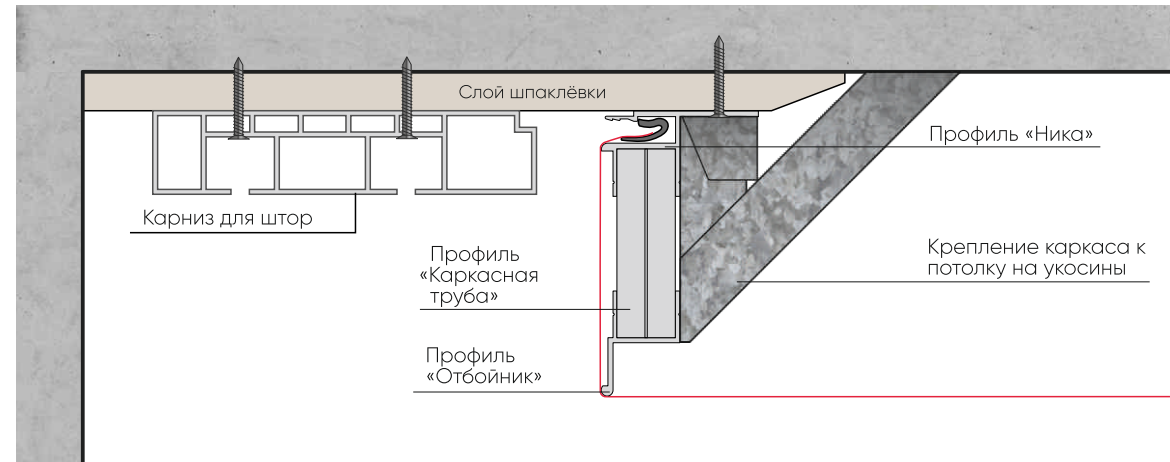 Слой шпаклёвки
Профиль «Ника»
Карниз для штор
Профиль
«Каркасная
труба»
Крепление каркаса к
потолку на укосины
Профиль
«Отбойник»